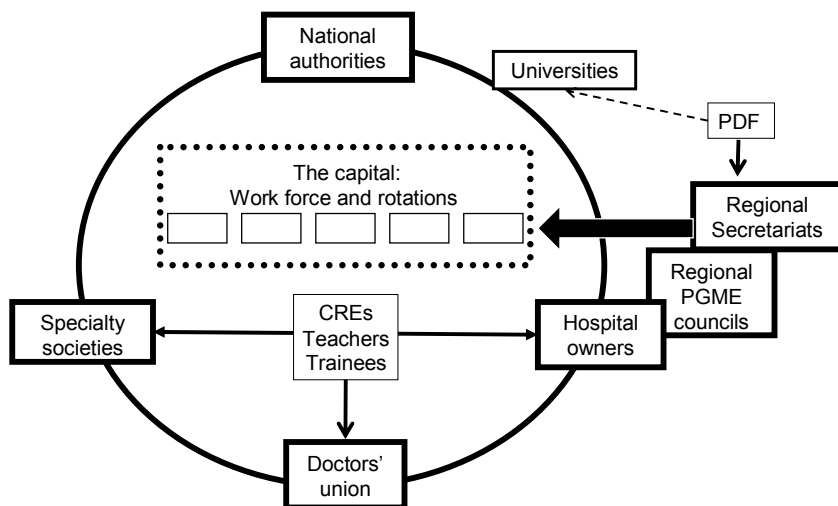 National
authorities
Universities
PDF
The capital:
Work force and rotations
Regional
Secretariats
Regional
PGME
councils
Specialty
societies
CREs
Teachers
Trainees
Hospital
owners
Doctors’
union